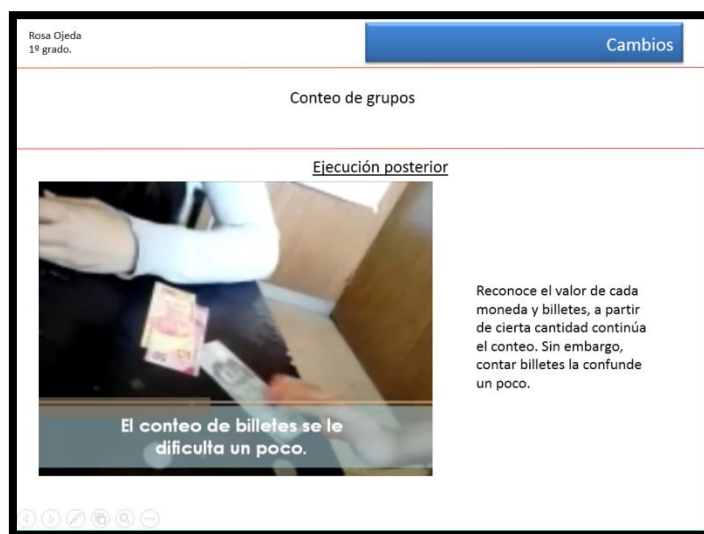 Rosa Ojeda
1º grado.
Cambios
Conteo de grupos
Ejecución posterior
Reconoce el valor de cada
moneda y billetes, a partir
de cierta cantidad continúa
el conteo. Sin embargo,
contar billetes la confunde
un poco.
50
El conteo de billetes se le
dificulta un poco.